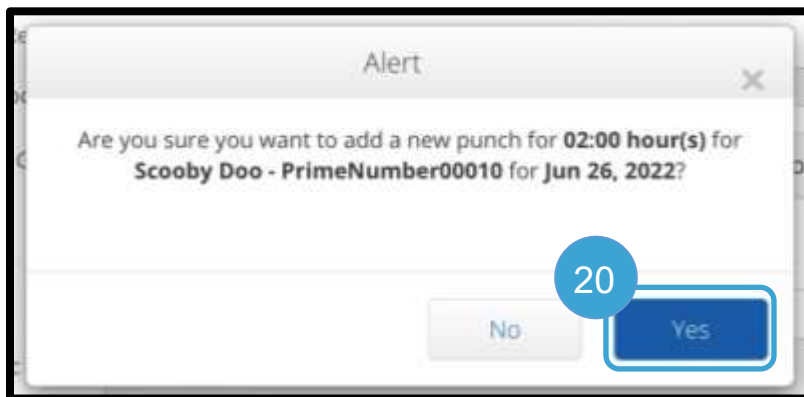 Alert
×
Are you sure you want to add a new punch for 02:00 hour(s) for
Scooby Doo - PrimeNumber00010 for Jun 26, 2022?
20
No
Yes